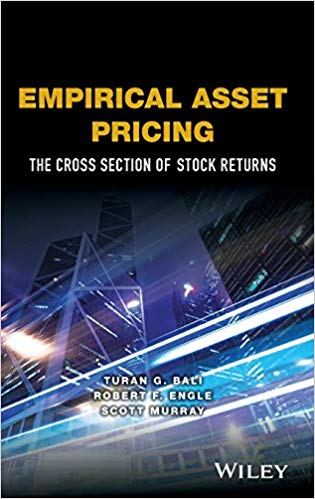 EMPIRICAL ASSET
PRICING
THE CROSS SECTION OF STOCK RETURNS
TURAN G. BALI
ROBERT F. ENGLE
SCOTT MURRAY
WILEY